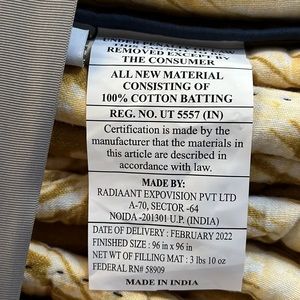 UNDER
REMOVED EXCEPT BY
THE CONSUMER
ALL NEW MATERIAL
CONSISTING OF
100% COTTON BATTING
REG. NO. UT 5557 (IN)
Certification is made by the
manufacturer that the materials in
this article are described in
accordance with law.
MADE BY:
RADIAANT EXPOVISION PVT LTD
A-70, SECTOR -64
NOIDA -201301 U.P. (INDIA)
DATE OF DELIVERY : FEBRUARY 2022
FINISHED SIZE : 96 in x 96 in
NET WT OF FILLING MAT : 3 lbs 10 oz
FEDERAL RN# 58909
MADE IN INDIA